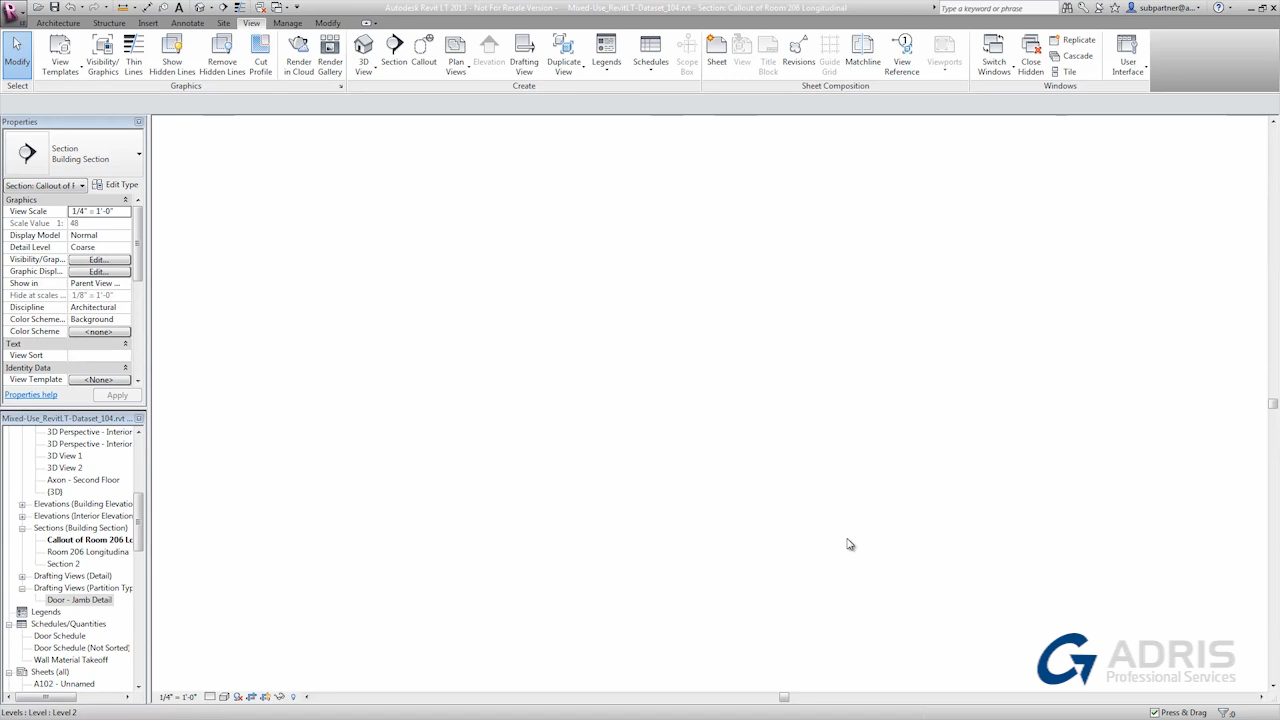 Autodesk Revit LT 2013 - Not For Resale Version - Mixed-Use_RevitLT-Dataset_104.rvt - Section: Callout of Room 206 Longitudinal
Type a keyword or phrase
subpartner@a...
Architecture Structure Insert Annotate Site View Manage Modify
Modify
View Templates
Visibility/ Graphics
Thin Lines
Show Hidden Lines
Remove Hidden Lines
Cut Profile
Render in Cloud
Render Gallery
3D View
Section
Callout
Plan Views
Elevation
Drafting View
Duplicate View
Legends
Schedules
Scope Box
Sheet
View
Title Block
Revisions
Guide Grid
Matchline
View Reference
Viewports
Switch Windows
Close Hidden
Replicate
Cascade
Tile
User Interface
Select Graphics Create Sheet Composition Windows
Properties
Section
Building Section
Section: Callout of F Edit Type
Graphics
View Scale 1/4" = 1'-0"
Scale Value 1: 48
Display Model Normal
Detail Level Coarse
Visibility/Grap... Edit...
Graphic Displ... Edit...
Show in Parent View ...
Hide at scales ... 1/8" = 1'-0"
Discipline Architectural
Color Scheme... Background
Color Scheme <none>
Text
View Sort
Identity Data
View Template <None>
Properties help Apply
Mixed-Use_RevitLT-Dataset_104.rvt ...
3D Perspective - Interior
3D Perspective - Interior
3D View 1
3D View 2
Axon - Second Floor
{3D}
Elevations (Building Elevatio
Elevations (Interior Elevatio
Sections (Building Section)
Callout of Room 206 Lo
Room 206 Longitudina
Section 2
Drafting Views (Detail)
Drafting Views (Partition Typ
Door - Jamb Detail
Legends
Schedules/Quantities
Door Schedule
Door Schedule (Not Sorted)
Wall Material Takeoff
Sheets (all)
A102 - Unnamed
1/4" = 1'-0"
ADRIS
Professional Services
Levels : Level : Level 2
Press & Drag
:0